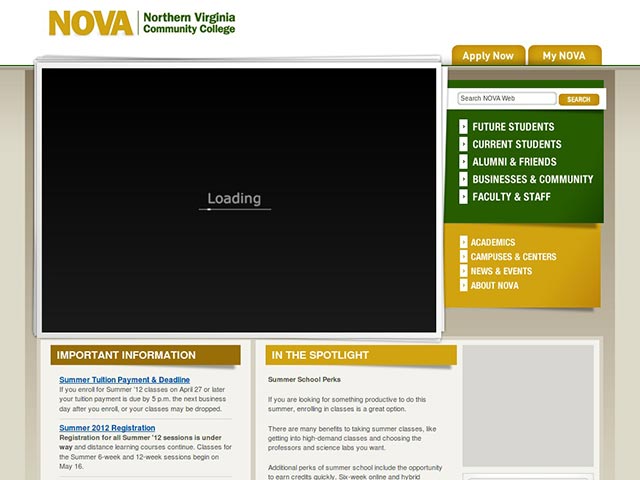 NOVA
Northern Virginia
Community College
Apply Now
My NOVA
Search NOVA Web
SEARCH
FUTURE STUDENTS
CURRENT STUDENTS
ALUMNI & FRIENDS
BUSINESSES & COMMUNITY
FACULTY & STAFF
Loading
ACADEMICS
CAMPUSES & CENTERS
NEWS & EVENTS
ABOUT NOVA
IMPORTANT INFORMATION
Summer Tuition Payment & Deadline
If you enroll for Summer '12 classes on April 27 or later
your tuition payment is due by 5 p.m. the next business
day after you enroll, or your classes may be dropped.
Summer 2012 Registration
Registration for all Summer '12 sessions is under
way and distance learning courses continue. Classes for
the Summer 6-week and 12-week sessions begin on
May 16.
IN THE SPOTLIGHT
Summer School Perks
If you are looking for something productive to do this
summer, enrolling in classes is a great option.
There are many benefits to taking summer classes, like
getting into high-demand classes and choosing the
professors and science labs you want.
Additional perks of summer school include the opportunity
to earn credits quickly. Six-week online and hybrid